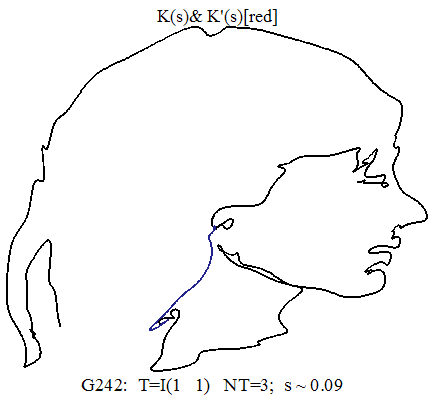 K(s)& K'(s)[red]
G242: T=I(1 1) NT=3; s ~ 0.09